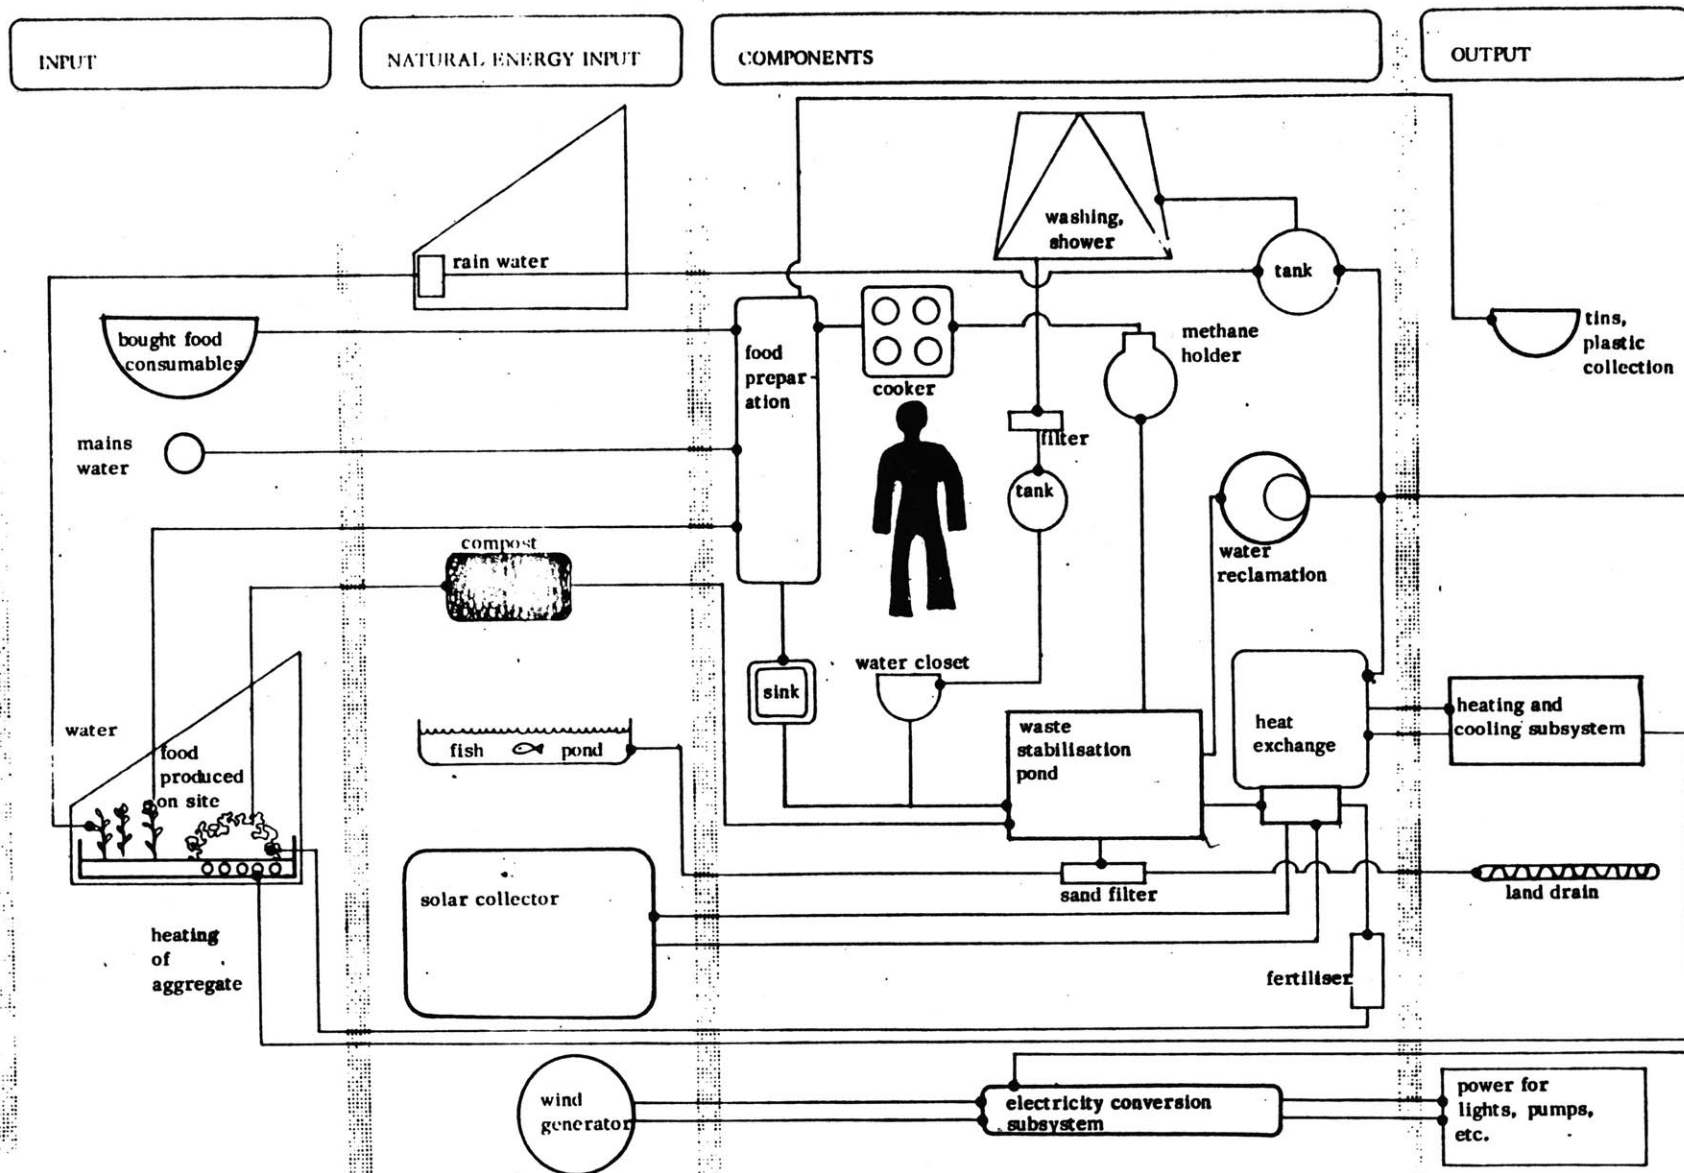 INPUT
NATURAL ENERGY INPUT
COMPONENTS
OUTPUT
rain water
washing,
shower
tank
bought food
consumables
food
prepar -
ation
cooker
methane
holder
tins,
plastic
collection
mains
water
filter
tank
compost
water
reclamation
water closet
sink
water
food
produced
on site
fish
pond
waste
stabilisation
pond
heat
exchange
heating and
cooling subsystem
solar collector
sand filter
land drain
heating
of
aggregate
fertiliser
wind
generator
electricity conversion
subsystem
power for
lights, pumps,
etc.